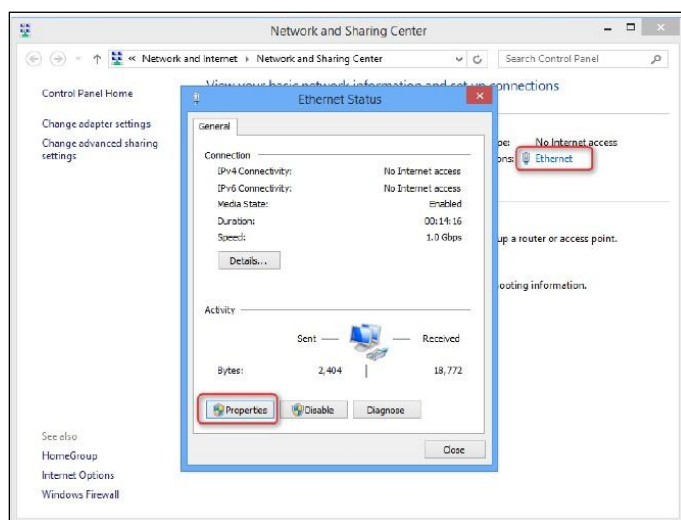 Network and Sharing Center
« Network and Internet › Network and Sharing Center
Search Control Panel
Control Panel Home
Change adapter settings
Change advanced sharing
settings
View your basic network information and set up connections
No Internet access
Ethernet
up a router or access point.
ooting information.
Ethernet Status
General
Connection
IPv4 Connectivity: No Internet access
IPv6 Connectivity: No Internet access
Media State: Enabled
Duration: 00:14:16
Speed: 1.0 Gbps
Details...
Activity
Sent — — Received
Bytes: 2,404 | 18,772
Properties Disable Diagnose
Close
See also
HomeGroup
Internet Options
Windows Firewall